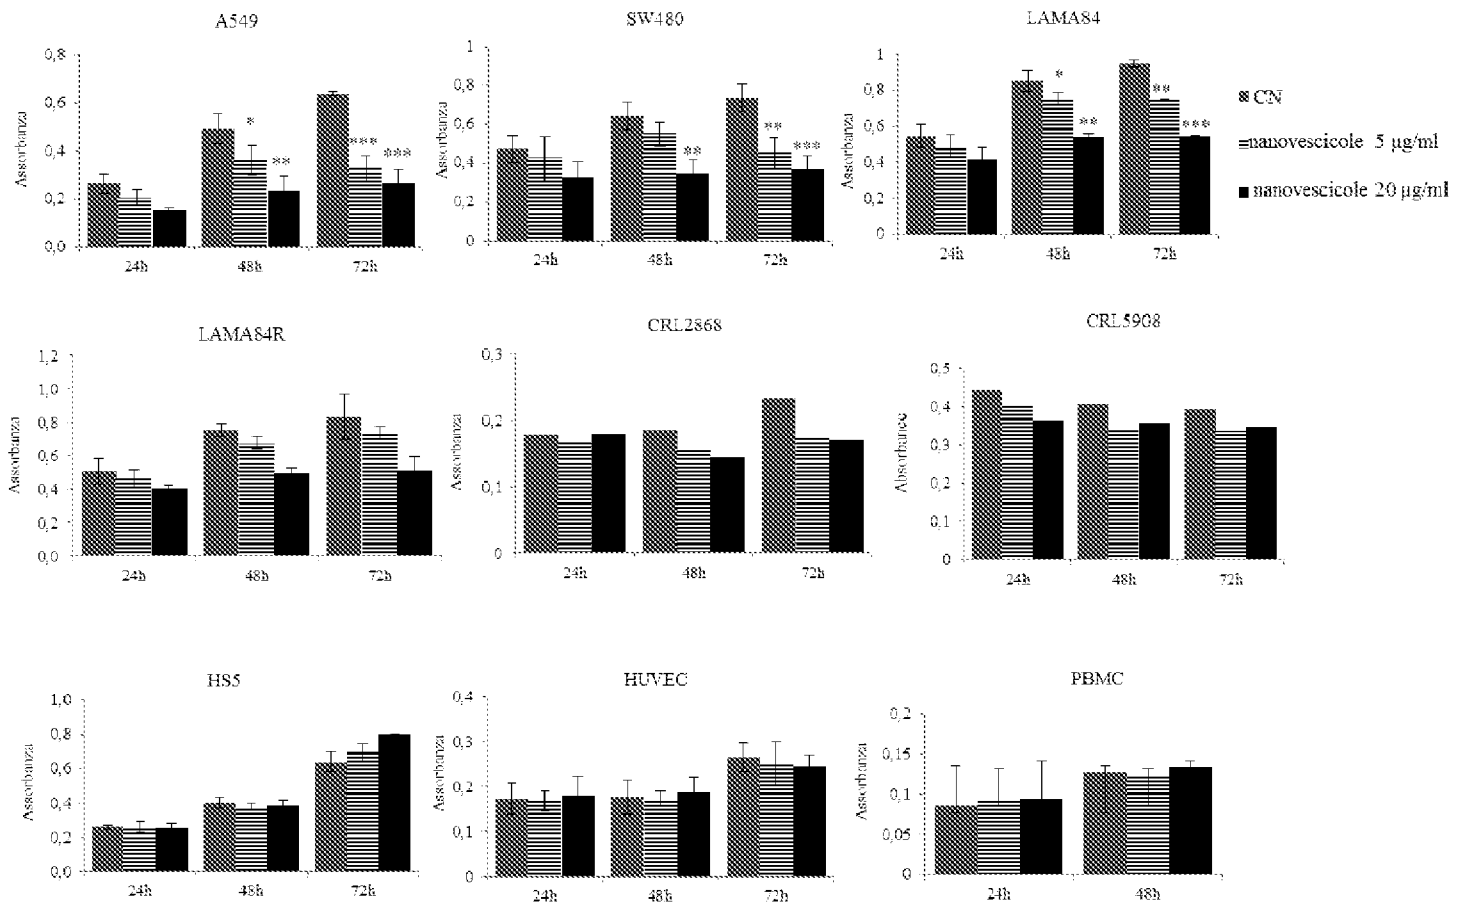 A549
Assorbanza
0,8
0,6
0,4
0,2
0,0
*
**
***
***
24h
48h
72h
SW480
Assorbanza
1
0,8
0,6
0,4
0,2
0
**
**
***
24h
48h
72h
LAMA84
Assorbanza
1
0,8
0,6
0,4
0,2
0
*
**
**
***
24h
48h
72h
CN
nanovescicole 5 µg/ml
nanovescicole 20 µg/ml
LAMA84R
Assorbanza
1,2
1,0
0,8
0,6
0,4
0,2
0,0
24h
48h
72h
CRL2868
Assorbanza
0,3
0,2
0,1
0
24h
48h
72h
CRL5908
Absorbance
0,5
0,4
0,3
0,2
0,1
0
24h
48h
72h
HS5
Assorbanza
1,0
0,8
0,6
0,4
0,2
0,0
24h
48h
72h
HUVEC
Assorbanza
0,4
0,3
0,2
0,1
0
24h
48h
72h
PBMC
Assorbanza
0,2
0,15
0,1
0,05
0
24h
48h